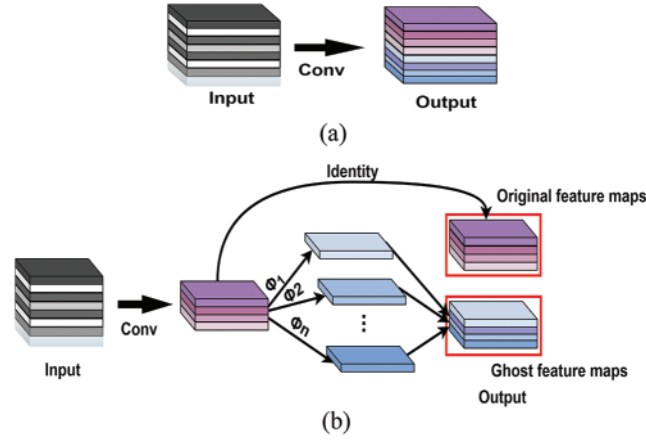 Conv
Input
Output
(a)
Identity
Original feature maps
Φ1
Φ2
Φn
Conv
Input
Ghost feature maps
Output
(b)